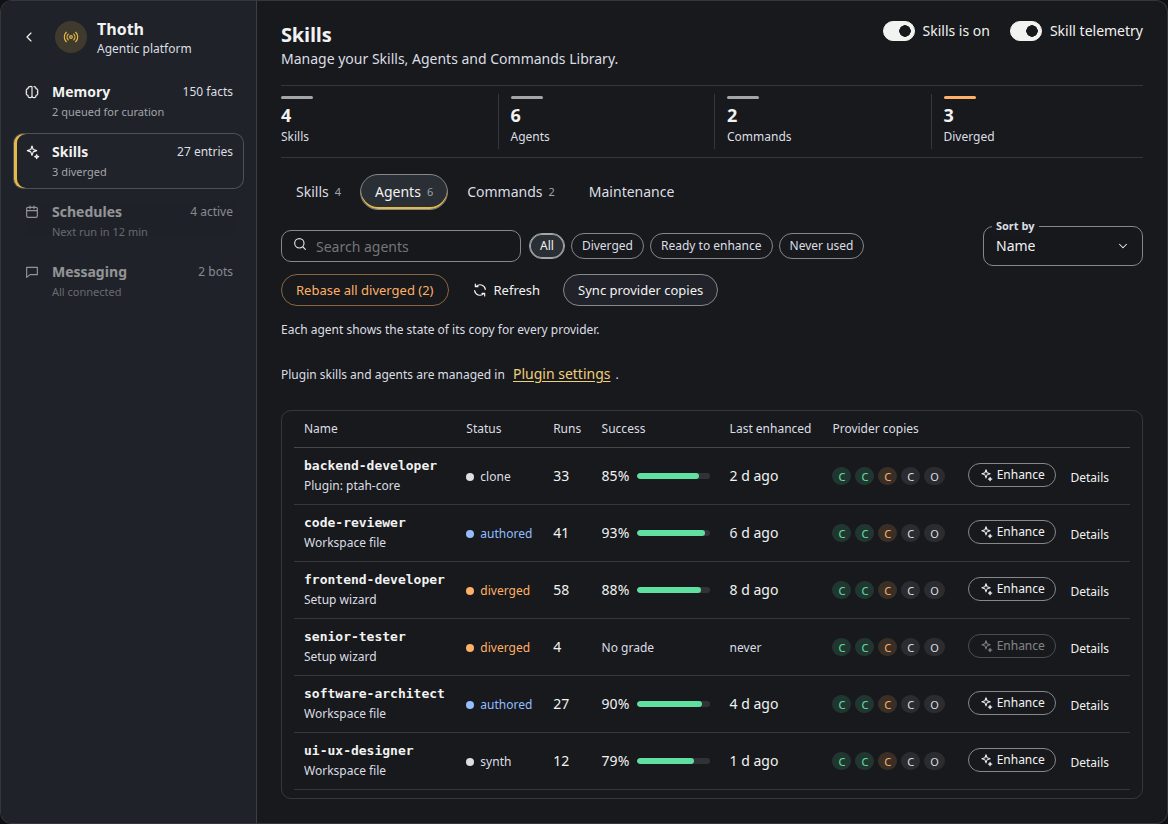 Thoth
Agentic platform
Memory 150 facts
2 queued for curation
Skills 27 entries
3 diverged
Schedules 4 active
Next run in 12 min
Messaging 2 bots
All connected
Skills
Manage your Skills, Agents and Commands Library.
Skills is on
Skill telemetry
4
Skills
6
Agents
2
Commands
3
Diverged
Skills 4
Agents 6
Commands 2
Maintenance
Search agents
All
Diverged
Ready to enhance
Never used
Sort by
Name
Rebase all diverged (2)
Refresh
Sync provider copies
Each agent shows the state of its copy for every provider.
Plugin skills and agents are managed in Plugin settings .
Name Status Runs Success Last enhanced Provider copies
backend-developer
Plugin: ptah-core
clone 33 85% 2 d ago C C C C O Enhance Details
code-reviewer
Workspace file
authored 41 93% 6 d ago C C C C O Enhance Details
frontend-developer
Setup wizard
diverged 58 88% 8 d ago C C C C O Enhance Details
senior-tester
Setup wizard
diverged 4 No grade never C C C C O Enhance Details
software-architect
Workspace file
authored 27 90% 4 d ago C C C C O Enhance Details
ui-ux-designer
Workspace file
synth 12 79% 1 d ago C C C C O Enhance Details